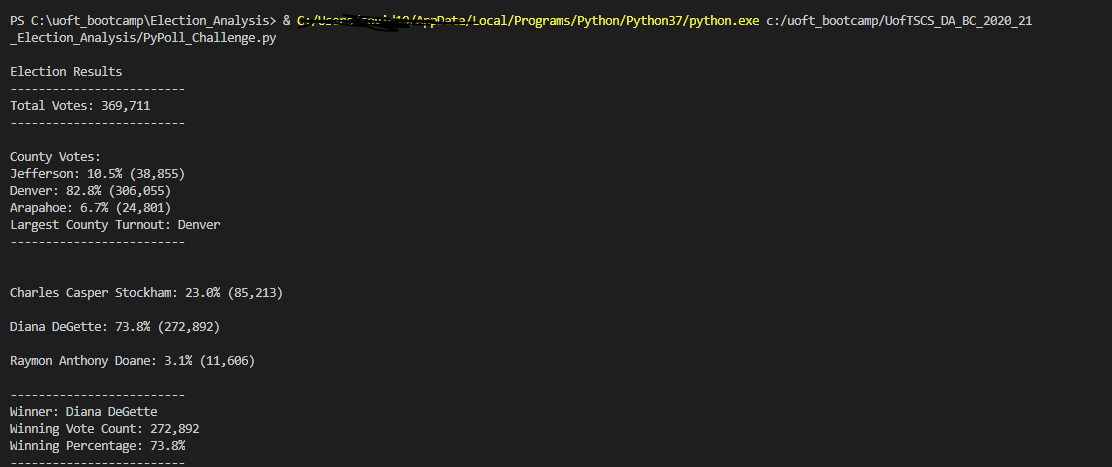 PS C:\uoft_bootcamp\Election_Analysis> & C:/Users/ /AppData/Local/Programs/Python/Python37/python.exe c:/uoft_bootcamp/UofTSCS_DA_BC_2020_21
_Election_Analysis/PyPoll_Challenge.py
Election Results
-------------------------
Total Votes: 369,711
-------------------------
County Votes:
Jefferson: 10.5% (38,855)
Denver: 82.8% (306,055)
Arapahoe: 6.7% (24,801)
Largest County Turnout: Denver
-------------------------
Charles Casper Stockham: 23.0% (85,213)
Diana DeGette: 73.8% (272,892)
Raymon Anthony Doane: 3.1% (11,606)
-------------------------
Winner: Diana DeGette
Winning Vote Count: 272,892
Winning Percentage: 73.8%
-------------------------